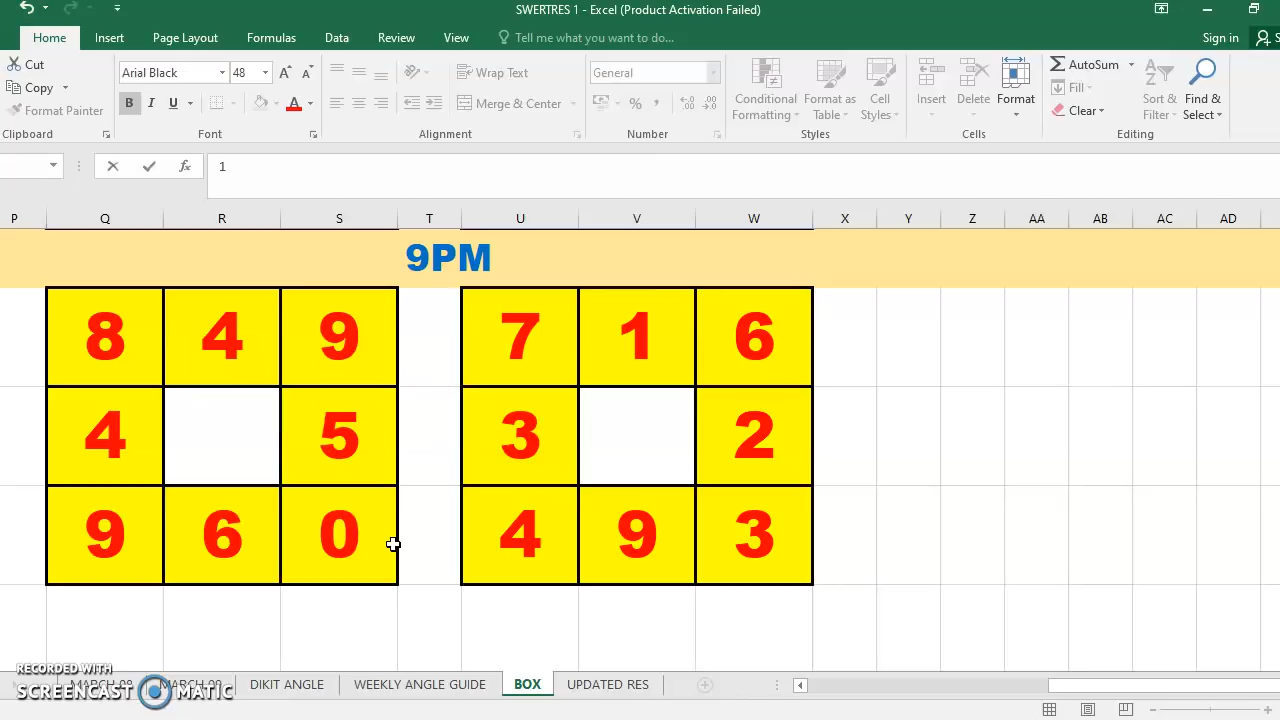 SWERTRES 1 - Excel (Product Activation Failed)
Home Insert Page Layout Formulas Data Review View Tell me what you want to do... Sign in S
Cut
Copy
Format Painter
Clipboard
Arial Black 48
B I U
Font
Wrap Text
Merge & Center
Alignment
General
Number
Conditional Formatting
Format as Table
Cell Styles
Styles
Insert Delete Format
Cells
AutoSum
Fill
Clear
Sort & Filter
Find & Select
Editing
1
P Q R S T U V W X Y Z AA AB AC AD
9PM
8 4 9 7 1 6
4 5 3 2
9 6 0 4 9 3
DIKIT ANGLE WEEKLY ANGLE GUIDE BOX UPDATED RES
RECORDED WITH
SCREENCAST MATIC